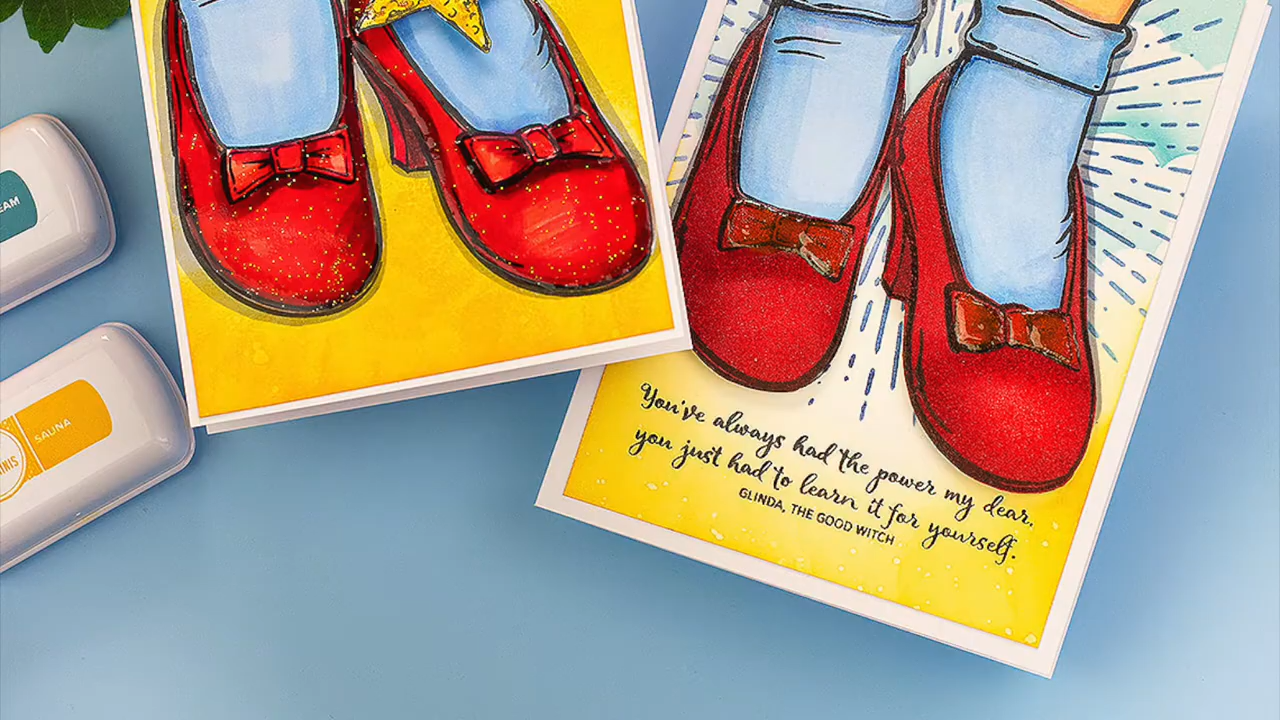 SAUNA
You've always had the power my dear,
you just had to learn it for yourself.
GLINDA, THE GOOD WITCH